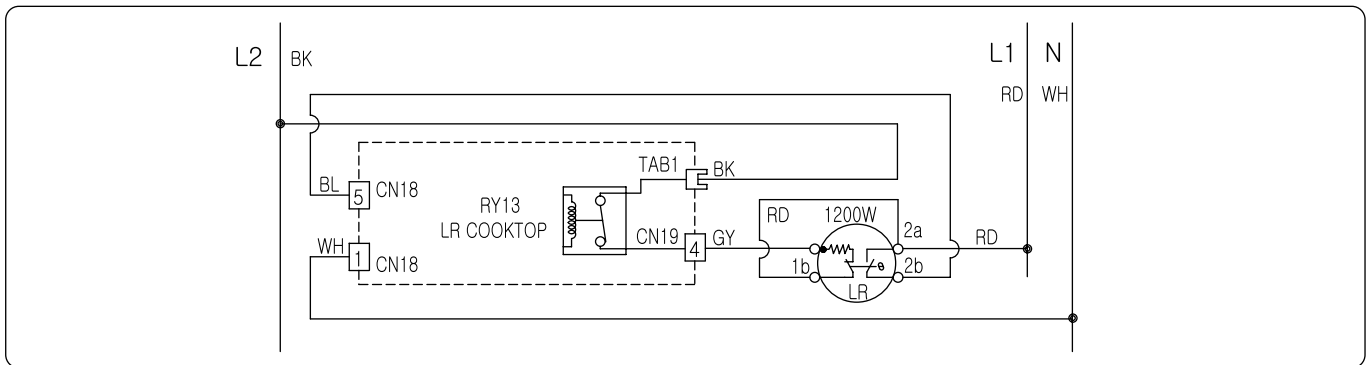 L2 BK
L1 N
RD WH
TAB1 BK
BL 5 CN18
RY13
LR COOKTOP
RD 1200W
2a
CN19 4 GY
RD
WH 1 CN18
1b 2b
θ
LR